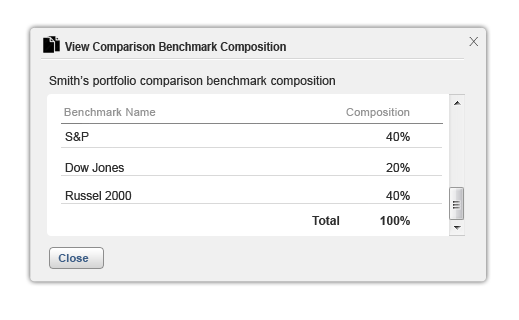 View Comparison Benchmark Composition
X
Smith's portfolio comparison benchmark composition
Benchmark Name Composition
S&P 40%
Dow Jones 20%
Russel 2000 40%
Total 100%
Close